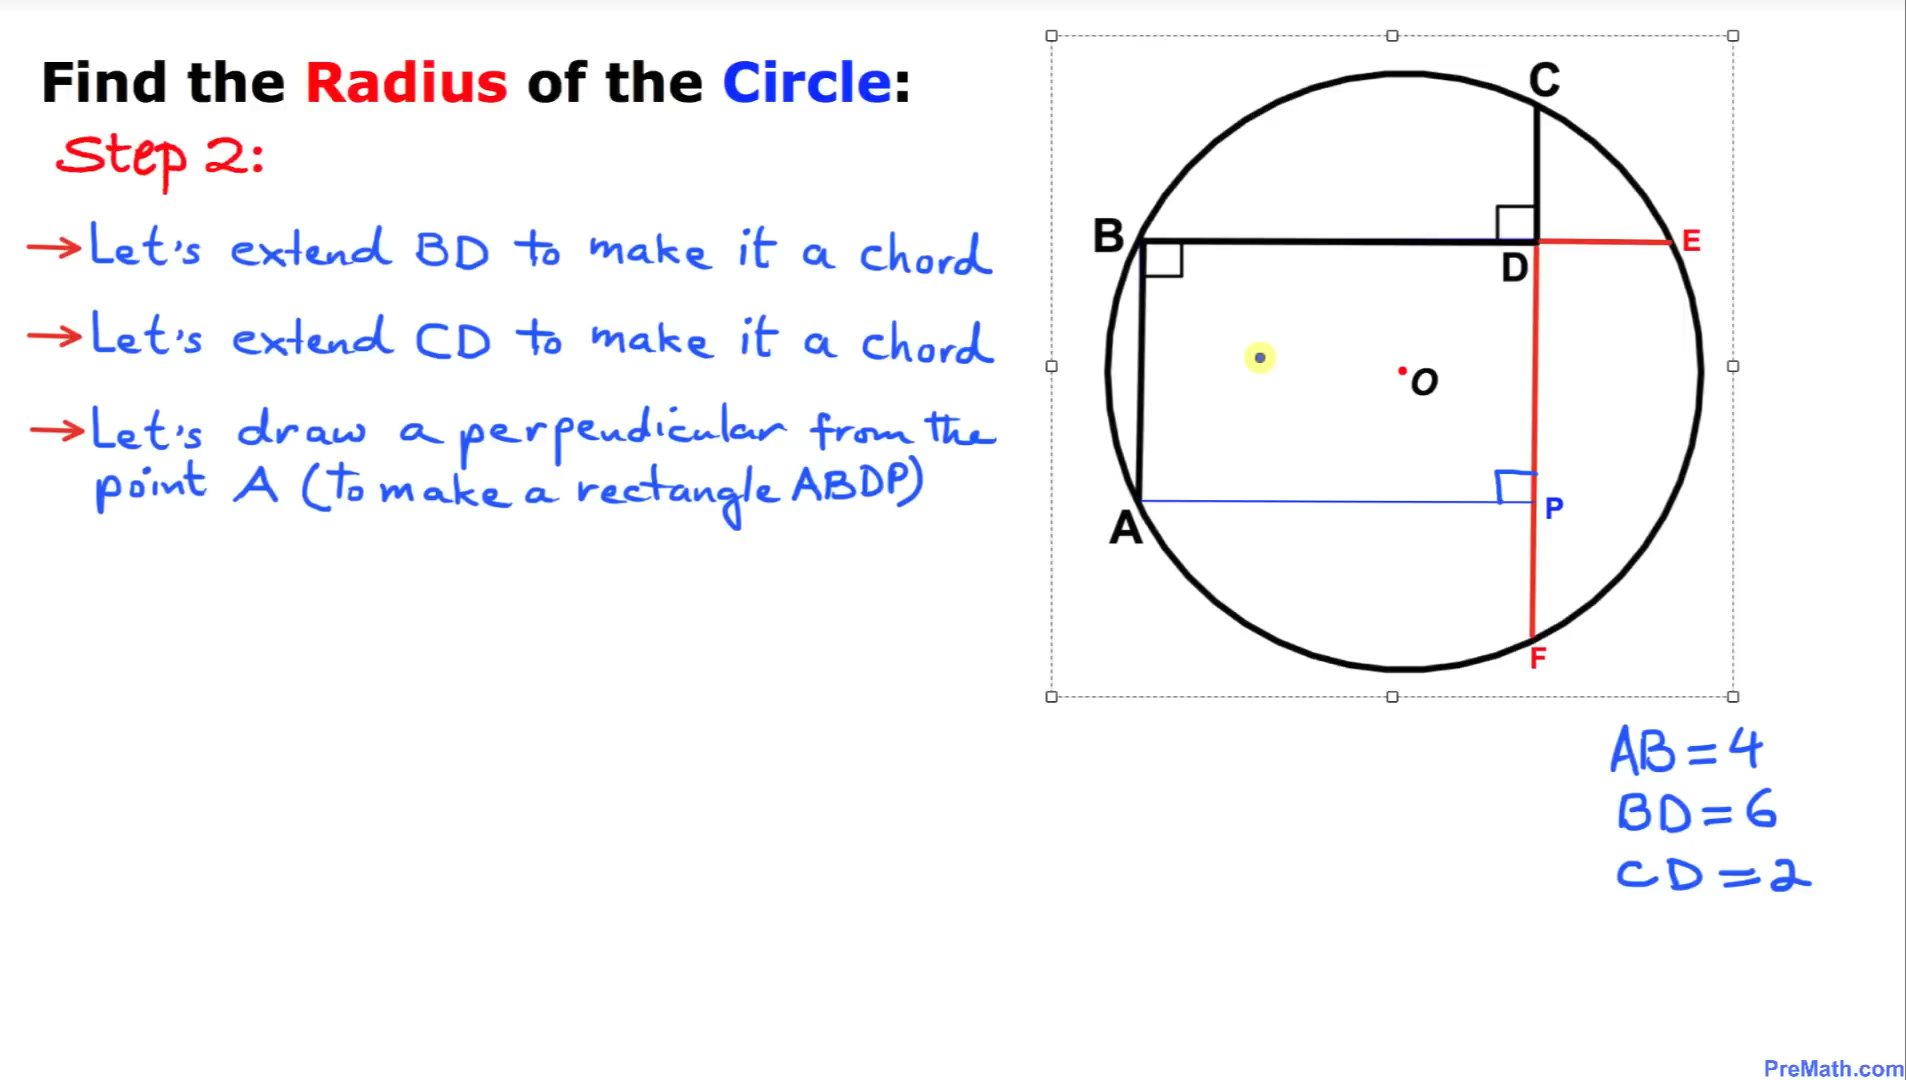 Find the Radius of the Circle:
Step 2:
→ Let's extend BD to make it a chord
→ Let's extend CD to make it a chord
→ Let's draw a perpendicular from the
point A (To make a rectangle ABDP)
C
B
E
D
O
P
A
F
AB = 4
BD = 6
CD = 2
PreMath.com